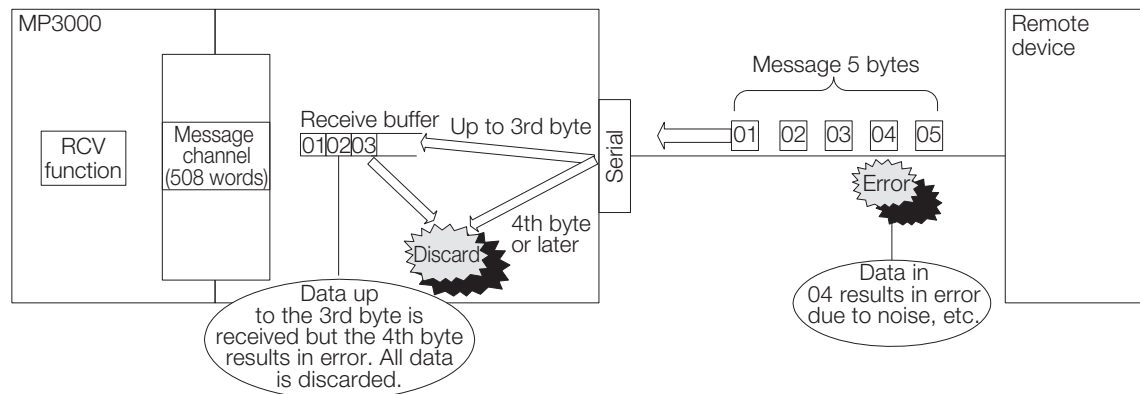 MP3000
Remote
device
Message 5 bytes
Receive buffer
Up to 3rd byte
01 02 03
01 02 03 04 05
RCV
function
Message
channel
(508 words)
Serial
Error
4th byte
or later
Discard
Data up
to the 3rd byte is
received but the 4th byte
results in error. All data
is discarded.
Data in
04 results in error
due to noise, etc.